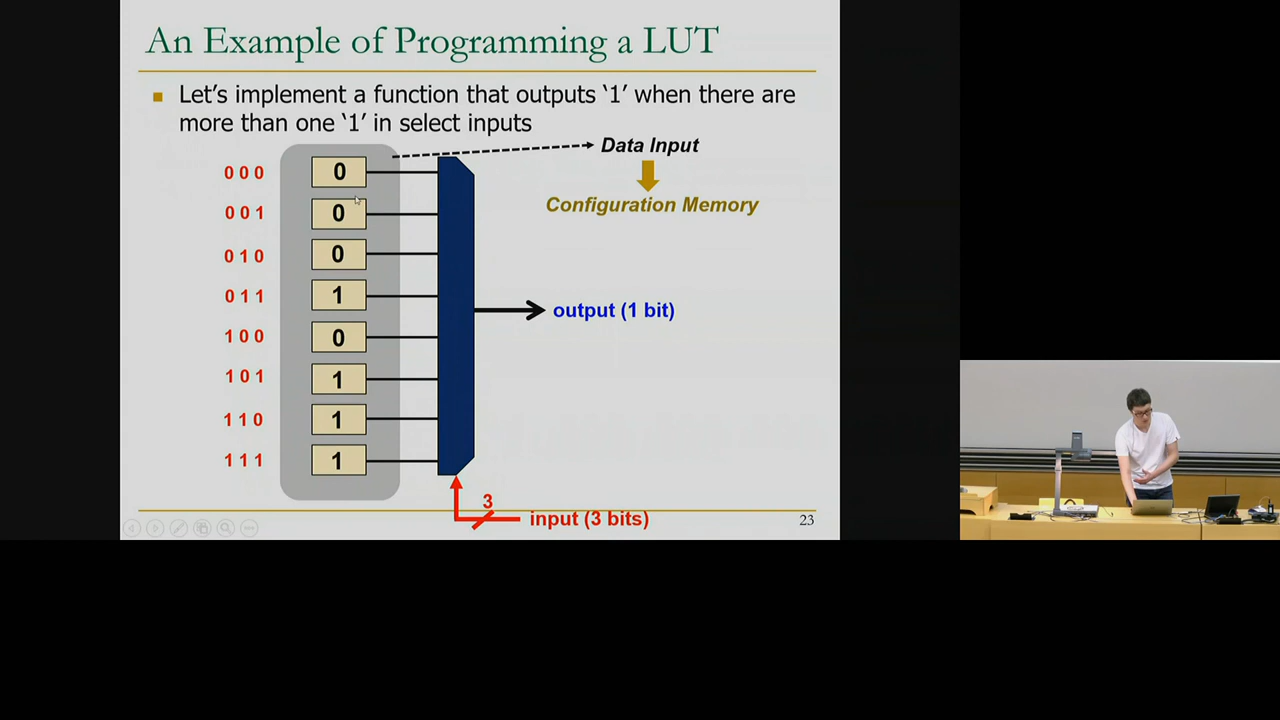 An Example of Programming a LUT
Let's implement a function that outputs ‘1’ when there are
more than one ‘1’ in select inputs
Data Input
Configuration Memory
0 0 0 0
0 0 1 0
0 1 0 0
0 1 1 1
output (1 bit)
1 0 0 0
1 0 1 1
1 1 0 1
1 1 1 1
3
input (3 bits)
23